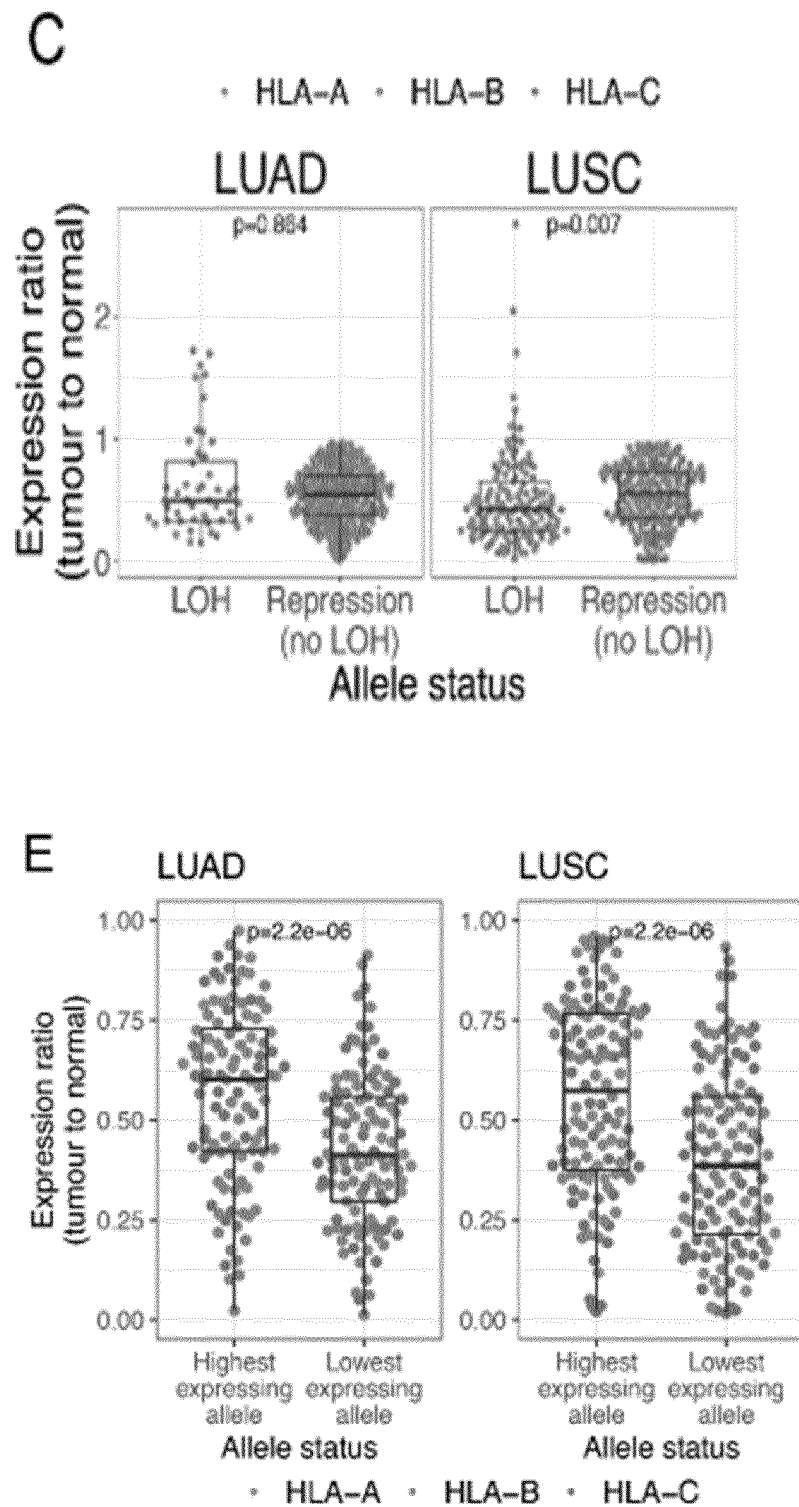 C
HLA-A HLA-B HLA-C
LUAD LUSC
p=0.864 p=0.007
Expression ratio
(tumour to normal)
2
1
0
LOH Repression LOH Repression
(no LOH) (no LOH)
Allele status
E
LUAD LUSC
p=2.2e-06 p=2.2e-06
Expression ratio
(tumour to normal)
1.00 1.00
0.75 0.75
0.50 0.50
0.25 0.25
0.00 0.00
Highest Lowest Highest Lowest
expressing expressing expressing expressing
allele allele allele allele
Allele status Allele status
HLA-A HLA-B HLA-C